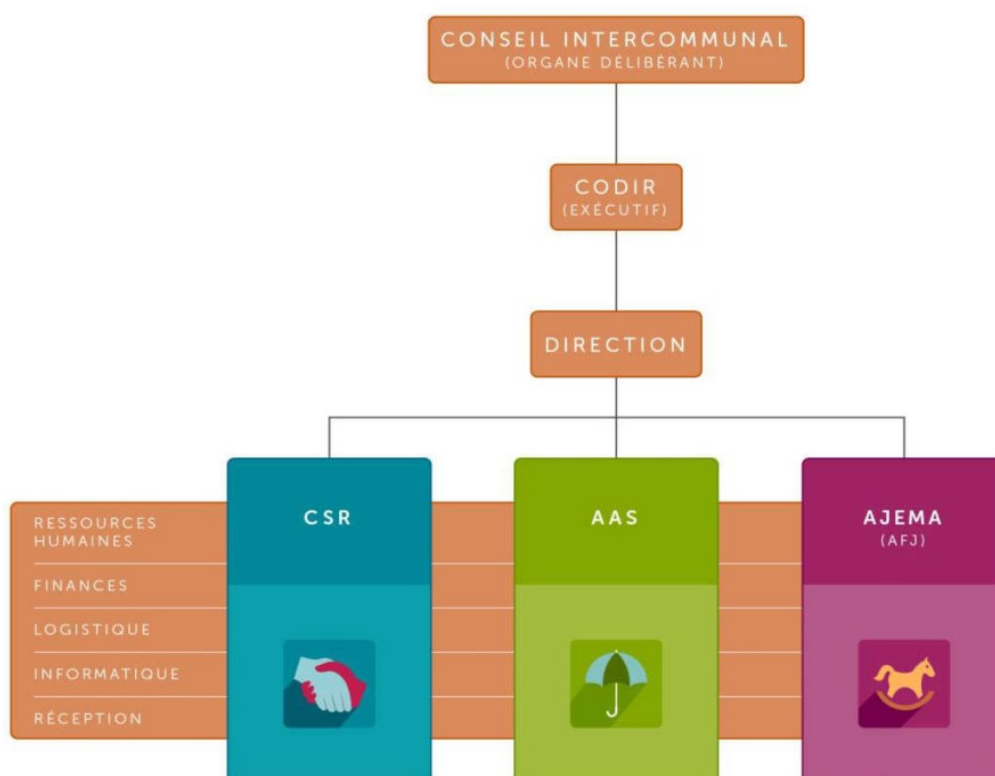 CONSEIL INTERCOMMUNAL
(ORGANE DÉLIBÉRANT)
CODIR
(EXÉCUTIF)
DIRECTION
CSR
AAS
AJEMA
(AFJ)
RESSOURCES
HUMAINES
FINANCES
LOGISTIQUE
INFORMATIQUE
RÉCEPTION